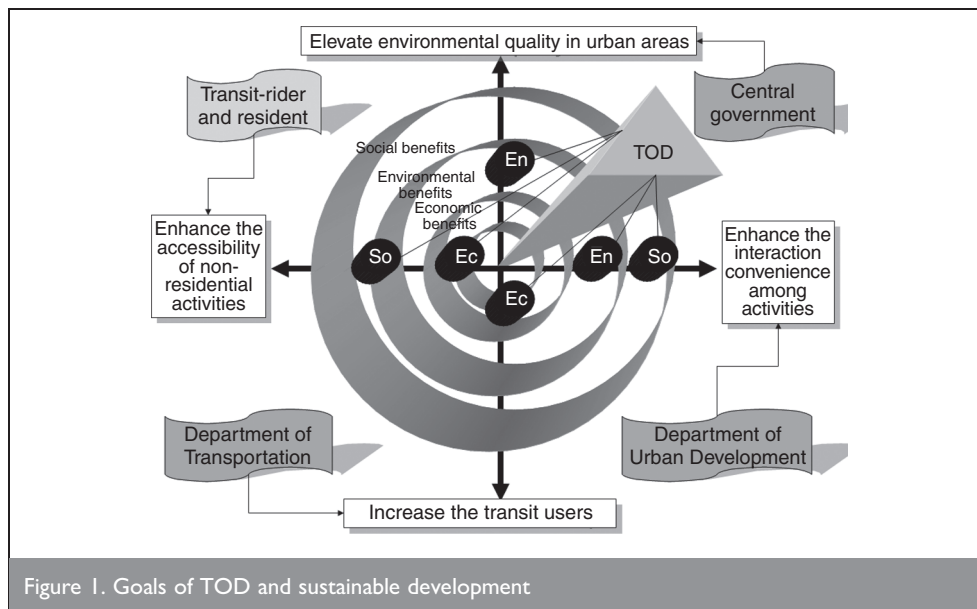 Elevate environmental quality in urban areas
Transit-rider
and resident
Central
government
TOD
Social benefits
En
Environmental
benefits
Economic
benefits
Enhance the
accessibility
of non-
residential
activities
So
Ec
En
So
Enhance the
interaction
convenience
among
activities
Ec
Department of
Transportation
Department of
Urban Development
Increase the transit users
Figure 1. Goals of TOD and sustainable development